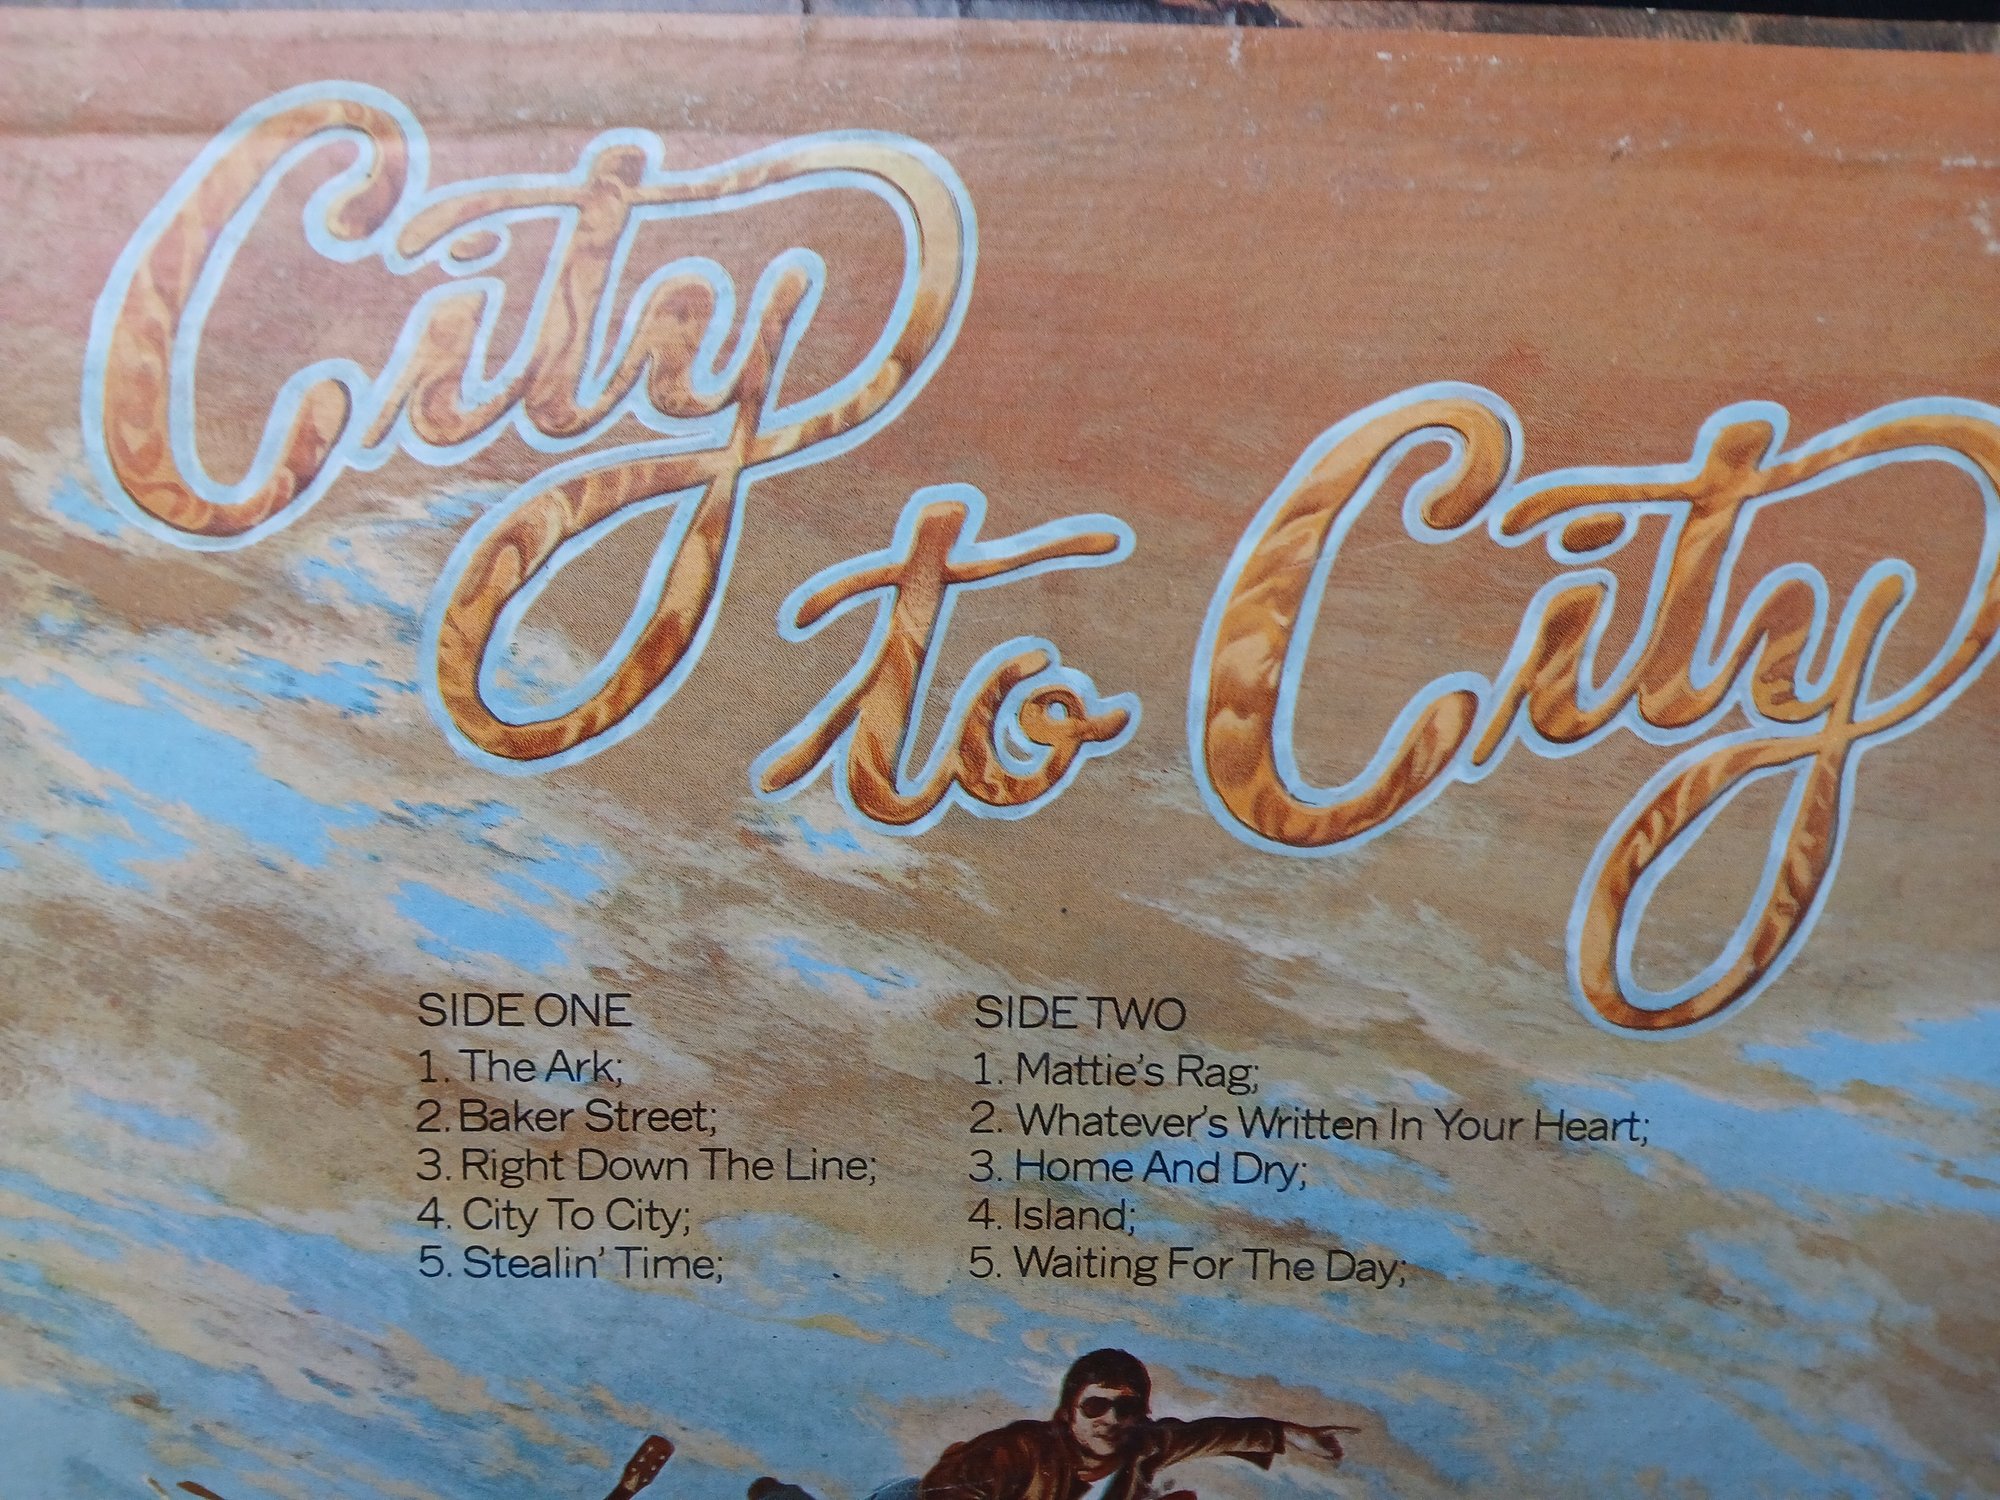 City
to City
SIDE ONE
1. The Ark;
2. Baker Street;
3. Right Down The Line;
4. City To City;
5. Stealin' Time;
SIDE TWO
1. Mattie's Rag;
2. Whatever's Written In Your Heart;
3. Home And Dry;
4. Island;
5. Waiting For The Day;